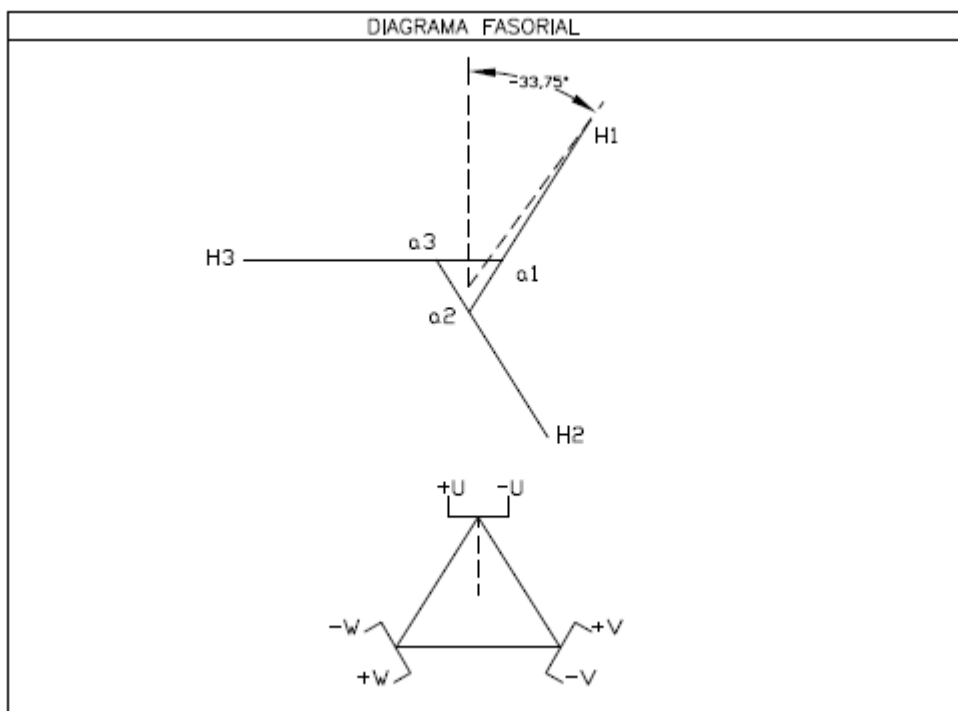 DIAGRAMA FASORIAL
-33,75°
H1
a3
H3
a1
a2
H2
+U -U
-W +V
+W -V